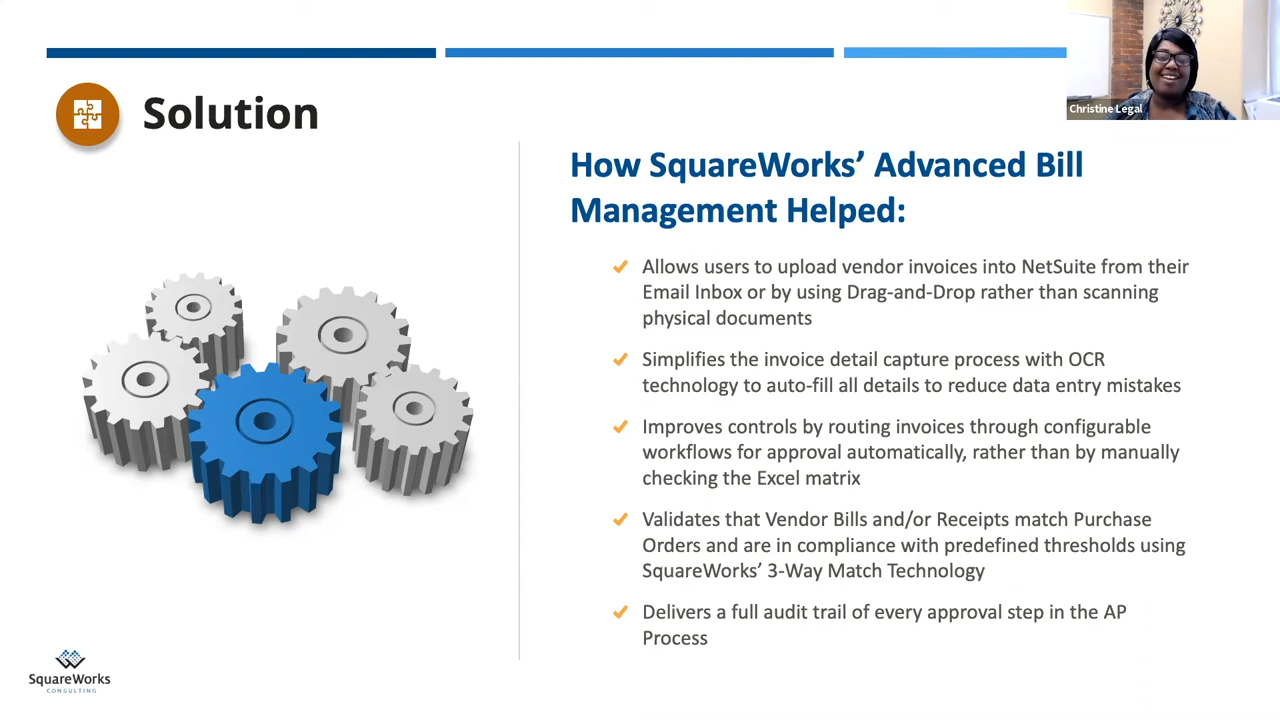 Christine Legal
Solution
How SquareWorks’ Advanced Bill
Management Helped:
Allows users to upload vendor invoices into NetSuite from their
Email Inbox or by using Drag-and-Drop rather than scanning
physical documents
Simplifies the invoice detail capture process with OCR
technology to auto-fill all details to reduce data entry mistakes
Improves controls by routing invoices through configurable
workflows for approval automatically, rather than by manually
checking the Excel matrix
Validates that Vendor Bills and/or Receipts match Purchase
Orders and are in compliance with predefined thresholds using
SquareWorks’ 3-Way Match Technology
Delivers a full audit trail of every approval step in the AP
Process
SquareWorks
CONSULTING